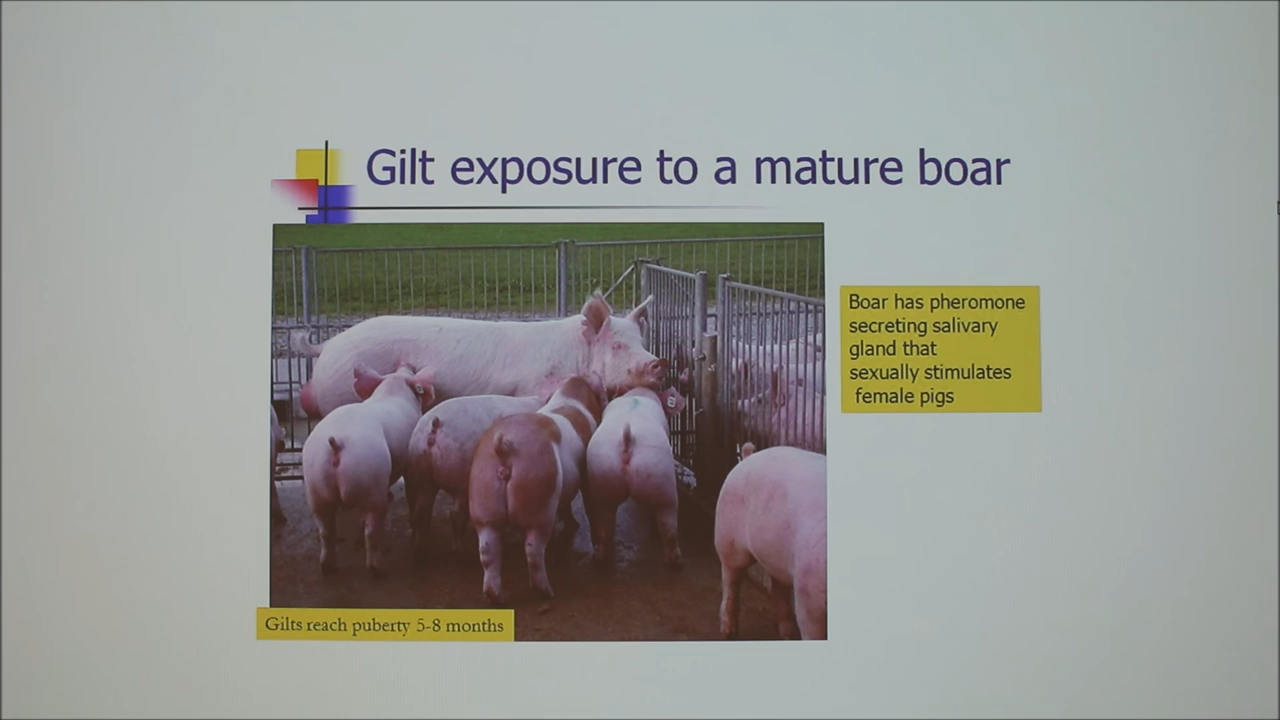 Gilt exposure to a mature boar
Boar has pheromone
secreting salivary
gland that
sexually stimulates
female pigs
Gilts reach puberty 5-8 months